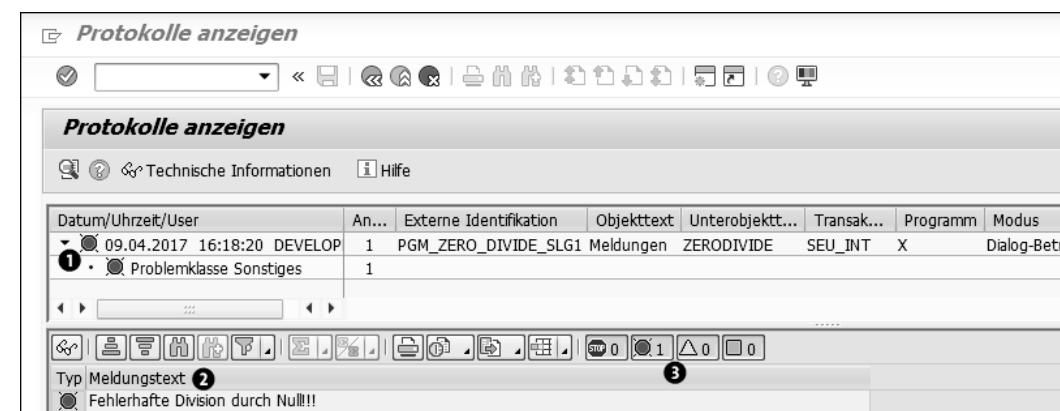 Protokolle anzeigen
Protokolle anzeigen
Technische Informationen Hilfe
Datum/Uhrzeit/User An... Externe Identifikation Objekttext Unterobjektt... Transak... Programm Modus
09.04.2017 16:18:20 DEVELOP 1 PGM_ZERO_DIVIDE_SLG1 Meldungen ZERODIVIDE SEU_INT X Dialog-Bet
1 Problemklasse Sonstiges 1
STOP 0 1 0 0
Typ Meldungstext 2 3
Fehlerhafte Division durch Null!!!